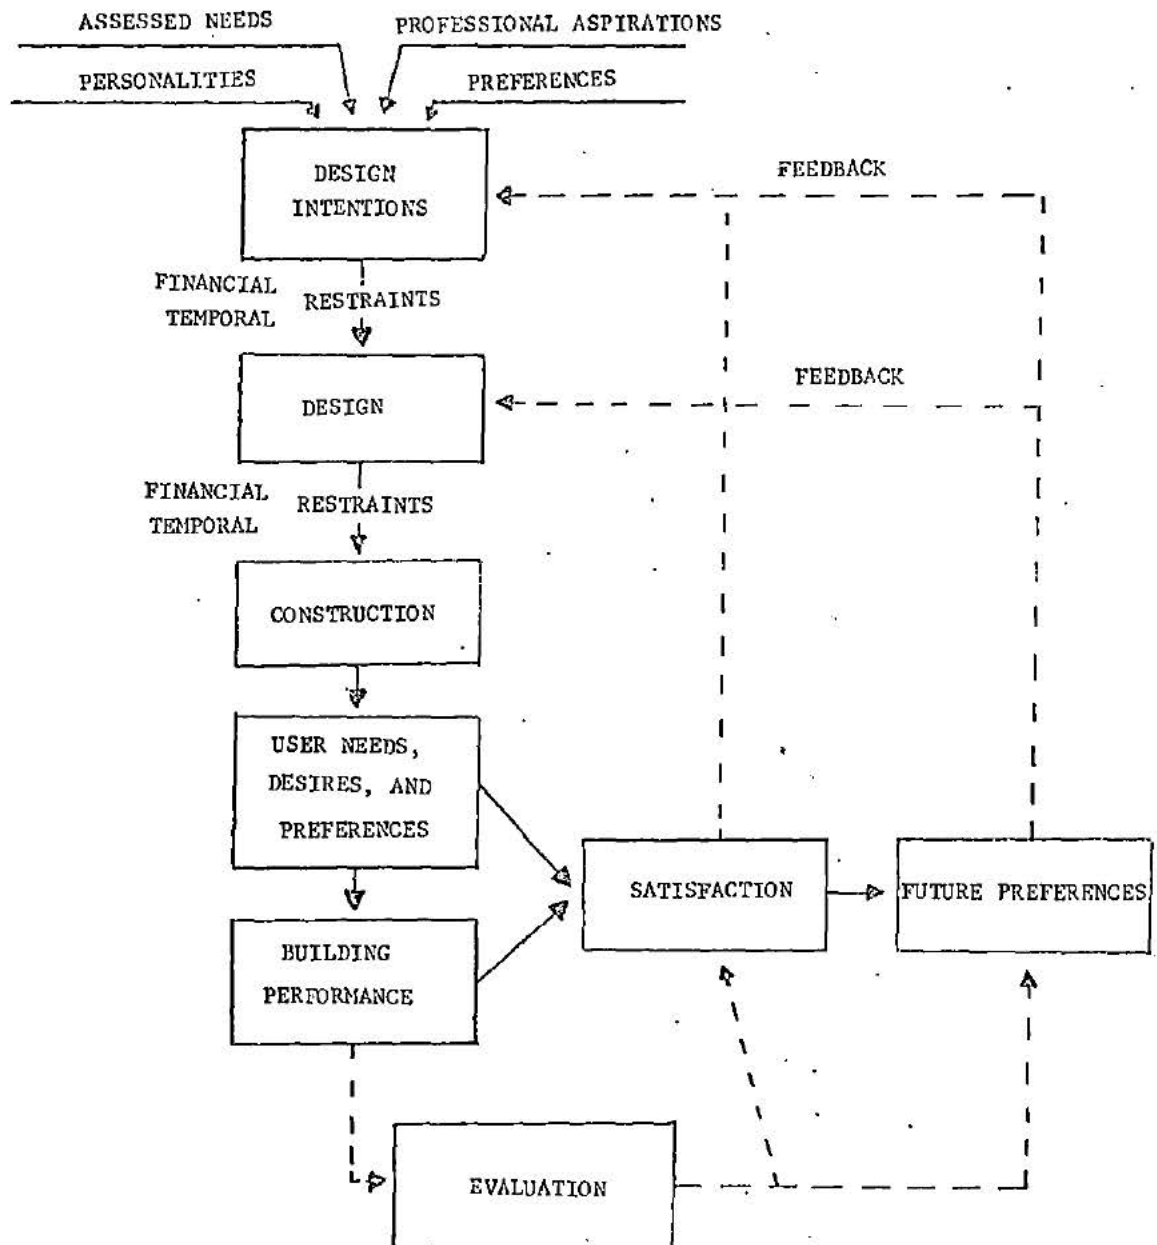 ASSESSED NEEDS
PROFESSIONAL ASPIRATIONS
PERSONALITIES
PREFERENCES
DESIGN
INTENTIONS
FEEDBACK
FINANCIAL
TEMPORAL
RESTRAINTS
DESIGN
FEEDBACK
FINANCIAL
TEMPORAL
RESTRAINTS
CONSTRUCTION
USER NEEDS,
DESIRES, AND
PREFERENCES
SATISFACTION
FUTURE PREFERENCES
BUILDING
PERFORMANCE
EVALUATION